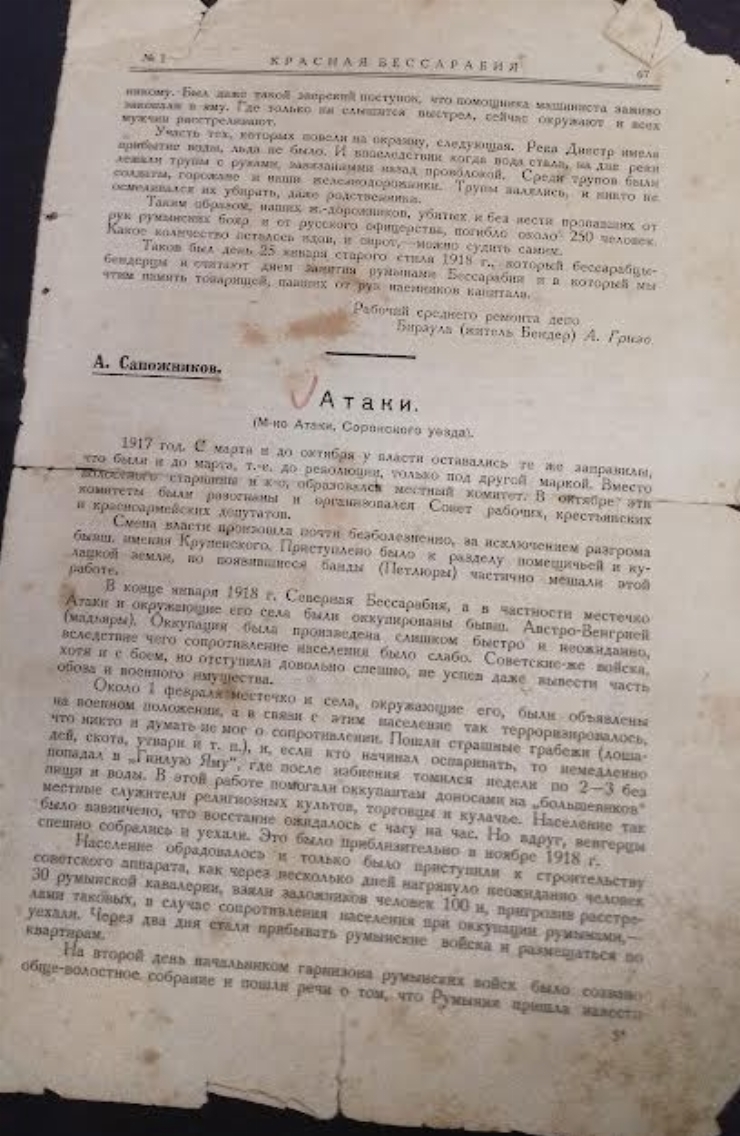 № 1 КРАСНАЯ БЕССАРАБИЯ 67
никому. Был даже такой зверский поступок, что помощника машиниста заживо
закопали в яму. Где только ни слышится выстрел, сейчас окружают и всех
мужчин расстреливают.
Участь тех, которых повели на окраину, следующая. Река Днестр имела
прибытие воды, льда не было. И впоследствии когда вода стала, на дне реки
лежали трупы с руками, завязанными назад проволокой. Среди трупов были
солдаты, горожане и наши железнодорожники. Трупы валялись, и никто не
осмеливался их убирать, даже родственники.
Таким образом, наших ж.-дорожников, убитых и без вести пропавших от
рук румынских бояр и от русского офицерства, погибло около 250 человек.
Какое количество осталось вдов, и сирот,—можно судить самим.
Таков был день 25 января старого стиля 1918 г., который бессарабцы-
бендерцы и считают днем занятия румынами Бессарабии и в который мы
чтим память товарищей, павших от рук наемников капитала.
Рабочий среднего ремонта депо
Бирзула (житель Бендер) А. Гризо.
А. Сапожников.
Атаки.
(М-ко Атаки, Сорокского уезда).
1917 год. С марта и до октября у власти оставались те же заправилы,
что были и до марта, т.-е. до революции, только под другой маркой. Вместо
волостного старшины и к-о, образовался местный комитет. В октябре эти
комитеты были разогнаны и организовался Совет рабочих, крестьянских
и красноармейских депутатов.
Смена власти произошла почти безболезненно, за исключением разгрома
бывш. имения Крупенского. Приступлено было к разделу помещичьей и ку-
лацкой земли, но появившиеся банды (Петлюры) частично мешали этой
работе.
В конце января 1918 г. Северная Бессарабия, а в частности местечко
Атаки и окружающие его села были оккупированы бывш. Австро-Венгрией
(мадьяры). Оккупация была произведена слишком быстро и неожиданно,
вследствие чего сопротивление населения было слабо. Советские-же войска,
хотя и с боем, но отступили довольно спешно, не успев даже вывести часть
обоза и военного имущества.
Около 1 февраля местечко и села, окружающие его, были объявлены
на военном положении, а в связи с этим население так терроризировалось,
что никто и думать не мог о сопротивлении. Пошли страшные грабежи (лоша-
дей, скота, утвари и т. п.), и, если кто начинал оспаривать, то немедленно
попадал в „Гнилую Яму“, где после избиения томился недели по 2—3 без
пищи и воды. В этой работе помогали оккупантам доносами на „большевиков“
местные служители религиозных культов, торговцы и кулачье. Население так
было взвинчено, что восстание ожидалось с часу на час. Но вдруг, венгерцы
спешно собрались и уехали. Это было приблизительно в ноябре 1918 г.
Население обрадовалось и только было приступили к строительству
советского аппарата, как через несколько дней нагрянуло неожиданно человек
30 румынской кавалерии, взяли заложников человек 100 и, пригрозив расстре-
лами таковых, в случае сопротивления населения при оккупации румынами,—
уехали. Через два дня стали прибывать румынские войска и размещаться по
квартирам.
На второй день начальником гарнизона румынских войск было созвано
обще-волостное собрание и пошли речи о том, что Румыния пришла навести
5*